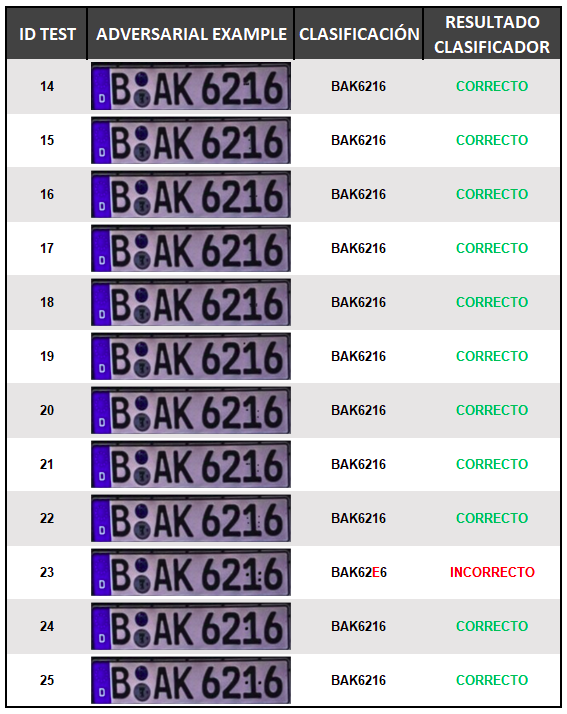 ID TEST ADVERSARIAL EXAMPLE CLASIFICACIÓN RESULTADO CLASIFICADOR
14 D B AK 6216 BAK6216 CORRECTO
15 D B AK 6216 BAK6216 CORRECTO
16 D B AK 6216 BAK6216 CORRECTO
17 D B AK 6216 BAK6216 CORRECTO
18 D B AK 6216 BAK6216 CORRECTO
19 D B AK 6216 BAK6216 CORRECTO
20 D B AK 6216 BAK6216 CORRECTO
21 D B AK 6216 BAK6216 CORRECTO
22 D B AK 6216 BAK6216 CORRECTO
23 D B AK 6216 BAK62E6 INCORRECTO
24 D B AK 6216 BAK6216 CORRECTO
25 D B AK 6216 BAK6216 CORRECTO